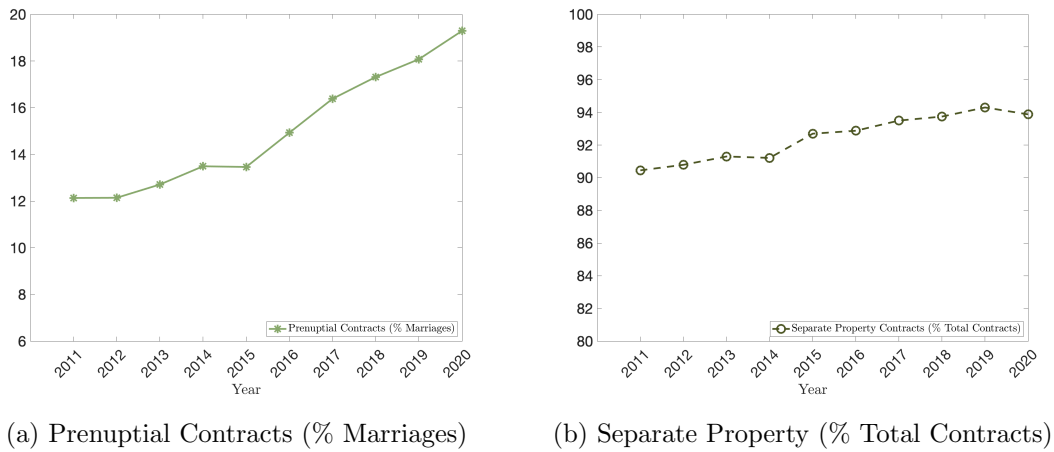 20
18
16
14
12
10
8
6
Prenuptial Contracts (% Marriages)
2011 2012 2013 2014 2015 2016 2017 2018 2019 2020
Year
(a) Prenuptial Contracts (% Marriages)
100
98
96
94
92
90
88
86
84
82
80
Separate Property Contracts (% Total Contracts)
2011 2012 2013 2014 2015 2016 2017 2018 2019 2020
Year
(b) Separate Property (% Total Contracts)